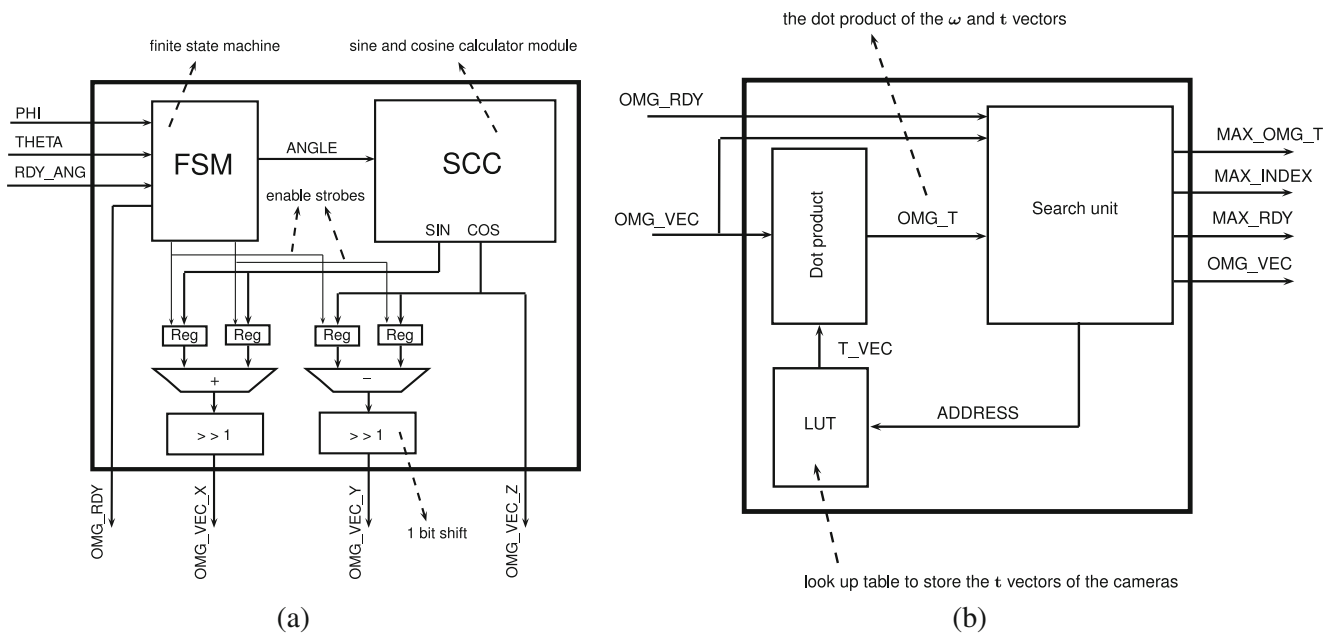 finite state machine
sine and cosine calculator module
PHI
THETA
RDY_ANG
FSM
ANGLE
SCC
enable strobes
SIN COS
Reg
Reg
Reg
Reg
+
−
> > 1
> > 1
OMG_RDY
OMG_VEC_X
OMG_VEC_Y
OMG_VEC_Z
1 bit shift
(a)
the dot product of the ω and t vectors
OMG_RDY
OMG_VEC
Dot product
OMG_T
Search unit
MAX_OMG_T
MAX_INDEX
MAX_RDY
OMG_VEC
T_VEC
LUT
ADDRESS
look up table to store the t vectors of the cameras
(b)